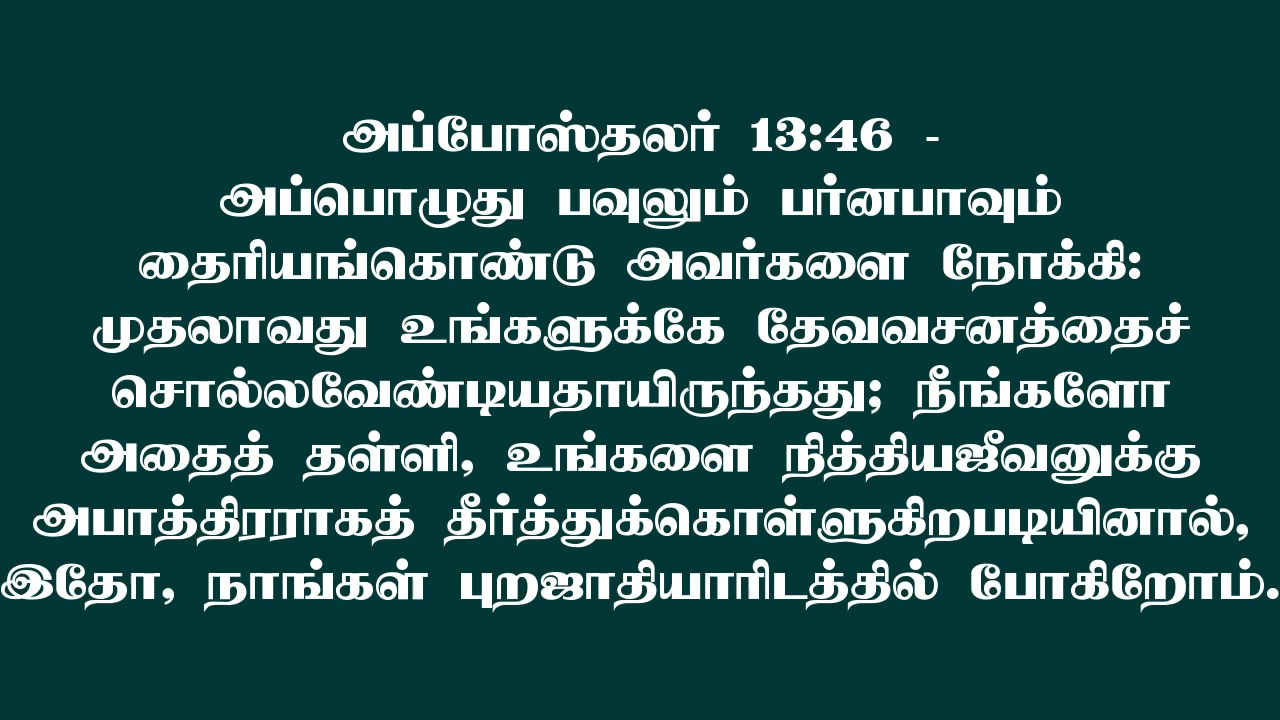 அப்போஸ்தலர் 13:46 -
அப்பொழுது பவுலும் பர்னபாவும்
தைரியங்கொண்டு அவர்களை நோக்கி:
முதலாவது உங்களுக்கே தேவவசனத்தைச்
சொல்லவேண்டியதாயிருந்தது; நீங்களோ
அதைத் தள்ளி, உங்களை நித்தியஜீவனுக்கு
அபாத்திரராகத் தீர்த்துக்கொள்ளுகிறபடியினால்,
இதோ, நாங்கள் புறஜாதியாரிடத்தில் போகிறோம்.